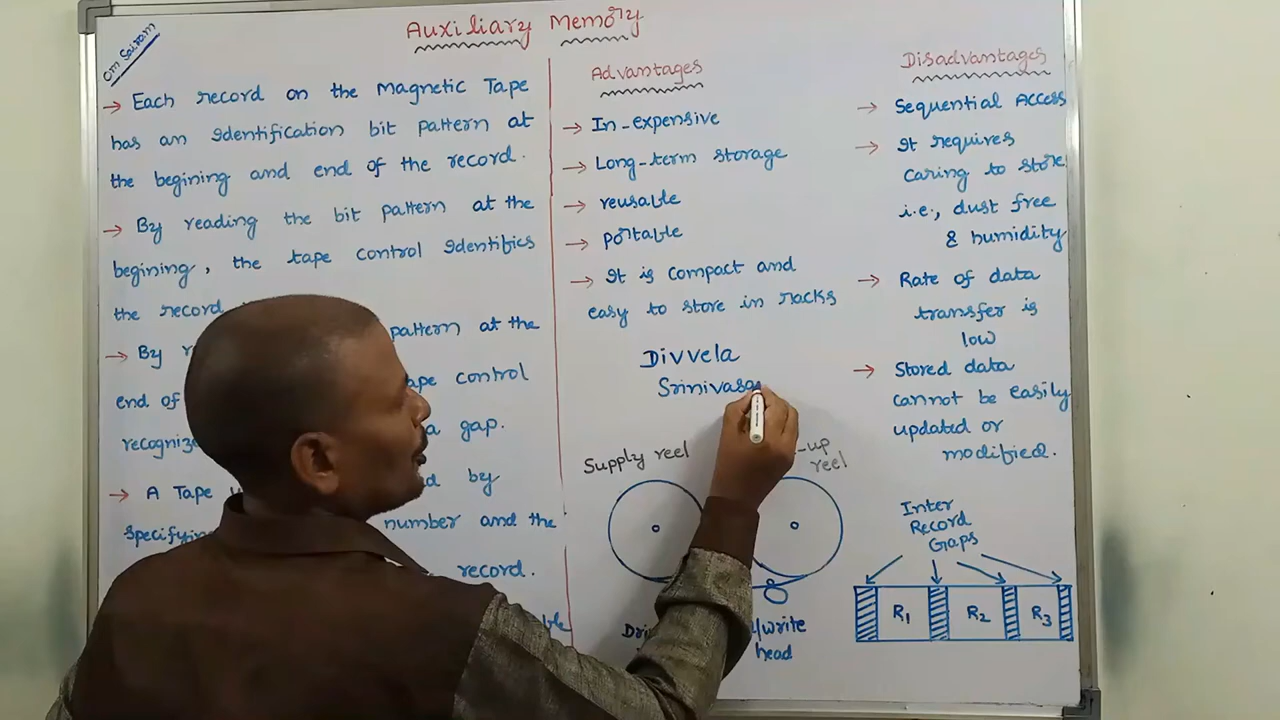 Om Sairam
Auxiliary Memory
→ Each record on the Magnetic Tape
has an Identification bit pattern at
the begining and end of the record.
→ By reading the bit pattern at the
begining, the tape control Identifies
the record
→ By pattern at the
end of tape control
a gap.
→ A Tape by
number and the
record.
Advantages
→ In-expensive
→ Long-term storage
→ reusable
→ portable
→ It is compact and
easy to store in racks
Divvela
Supply reel
-up
reel
write
head
Disadvantages
→ Sequential Access
→ It requires
caring to store
i.e., dust free
& humidity
→ Rate of data
transfer is
low
→ Stored data
cannot be easily
updated or
modified.
Inter
Record
Gaps
R1 R2 R3